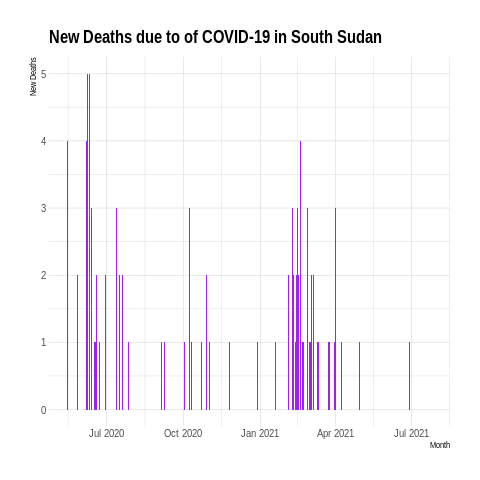 New Deaths due to of COVID-19 in South Sudan
New Deaths
5
4
3
2
1
0
Jul 2020 Oct 2020 Jan 2021 Apr 2021 Jul 2021
Month